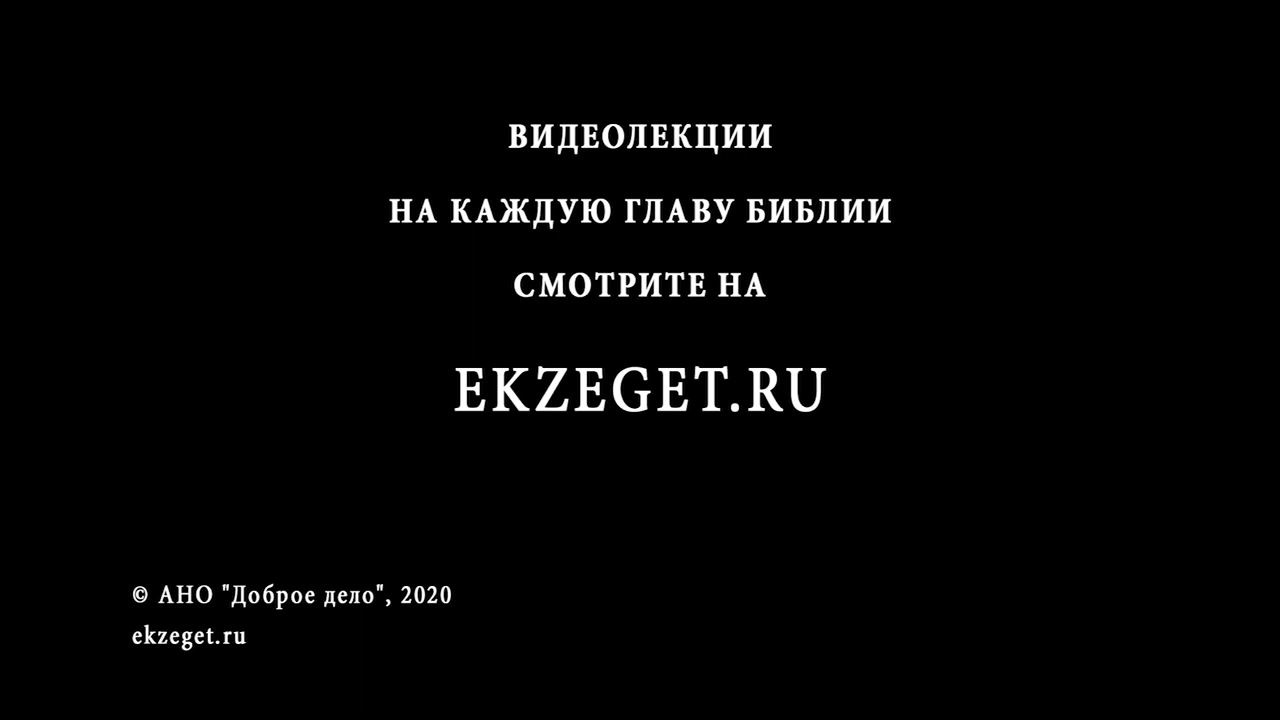 ВИДЕОЛЕКЦИИ
НА КАЖДУЮ ГЛАВУ БИБЛИИ
СМОТРИТЕ НА
EKZEGET.RU
© АНО "Доброе дело", 2020
ekzeget.ru